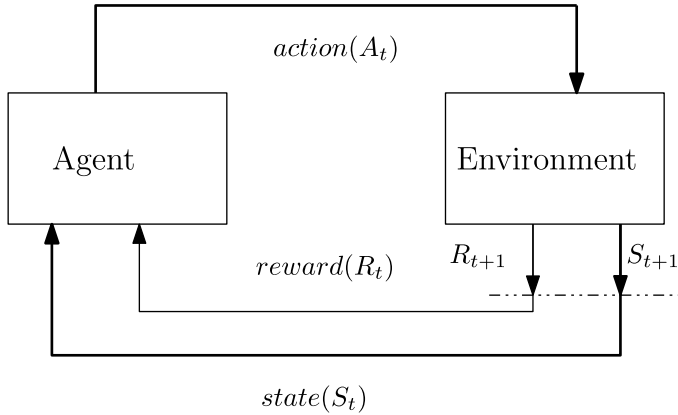 action(A_t)
Agent
Environment
R_{t+1}
S_{t+1}
reward(R_t)
state(S_t)